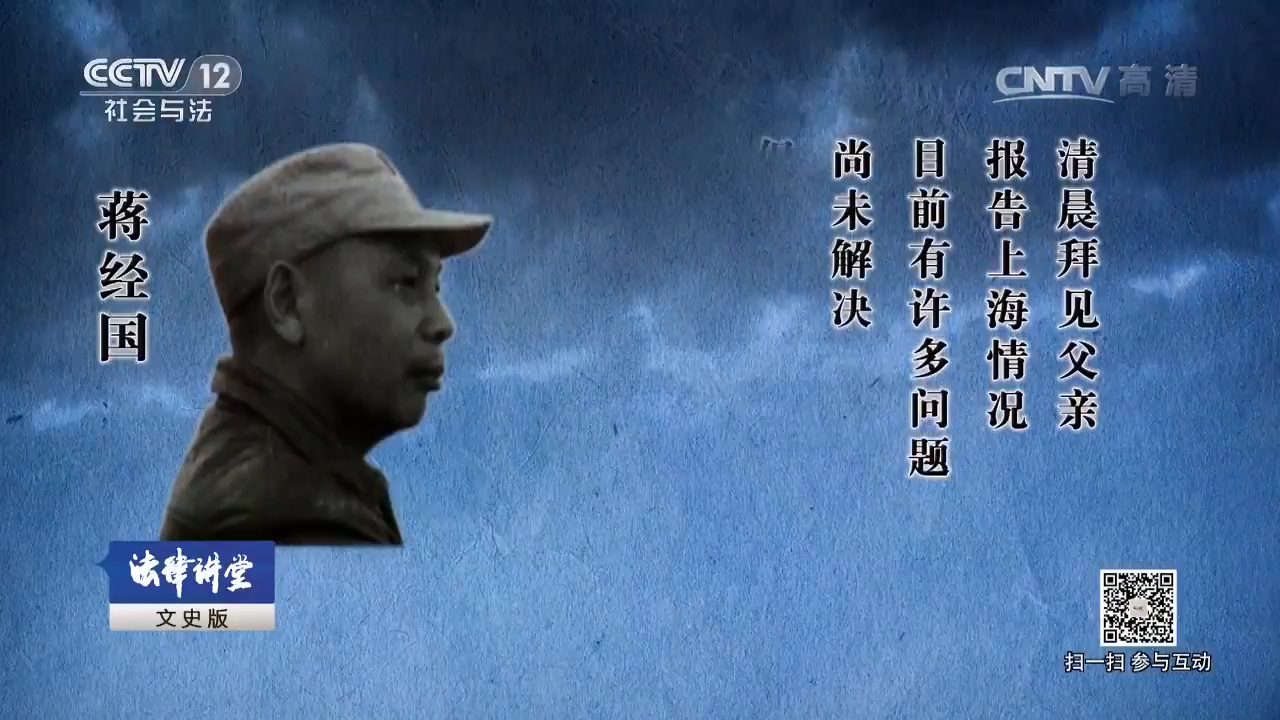 CCTV 12
社会与法
CNTV 高清
清晨拜见父亲
报告上海情况
目前有许多问题
尚未解决
蒋经国
法律讲堂
文史版
扫一扫 参与互动